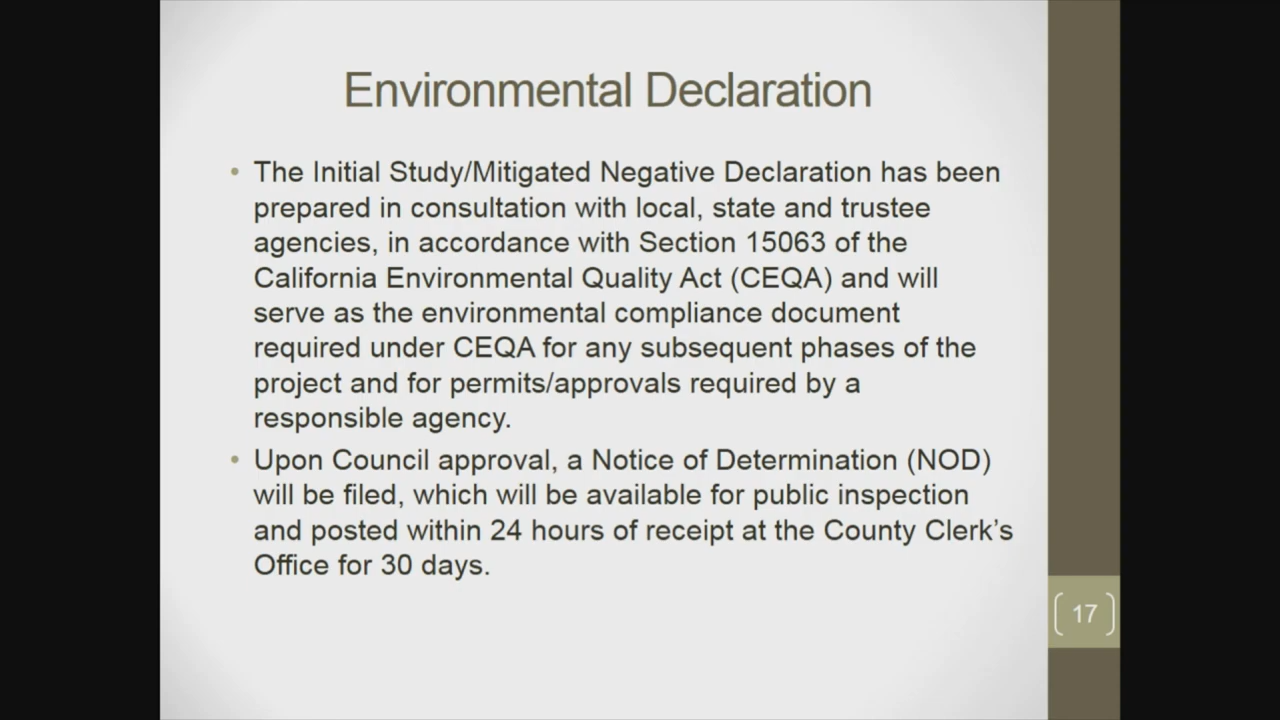 Environmental Declaration
• The Initial Study/Mitigated Negative Declaration has been
prepared in consultation with local, state and trustee
agencies, in accordance with Section 15063 of the
California Environmental Quality Act (CEQA) and will
serve as the environmental compliance document
required under CEQA for any subsequent phases of the
project and for permits/approvals required by a
responsible agency.
• Upon Council approval, a Notice of Determination (NOD)
will be filed, which will be available for public inspection
and posted within 24 hours of receipt at the County Clerk’s
Office for 30 days.
17